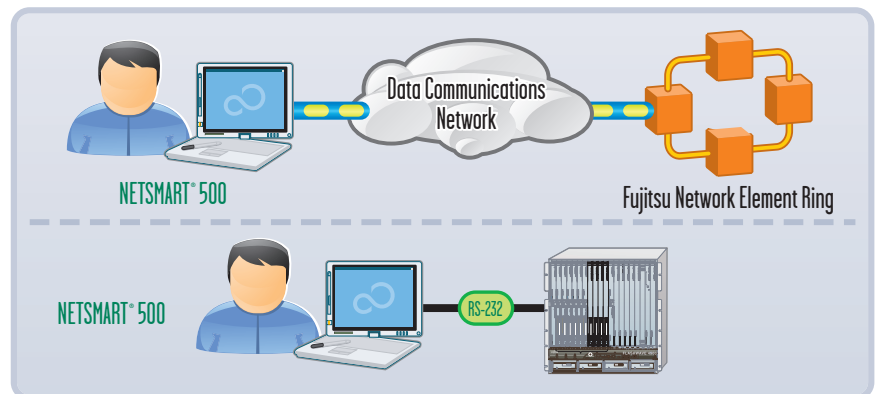 Data Communications
Network
NETSMART® 500
Fujitsu Network Element Ring
NETSMART® 500
RS-232